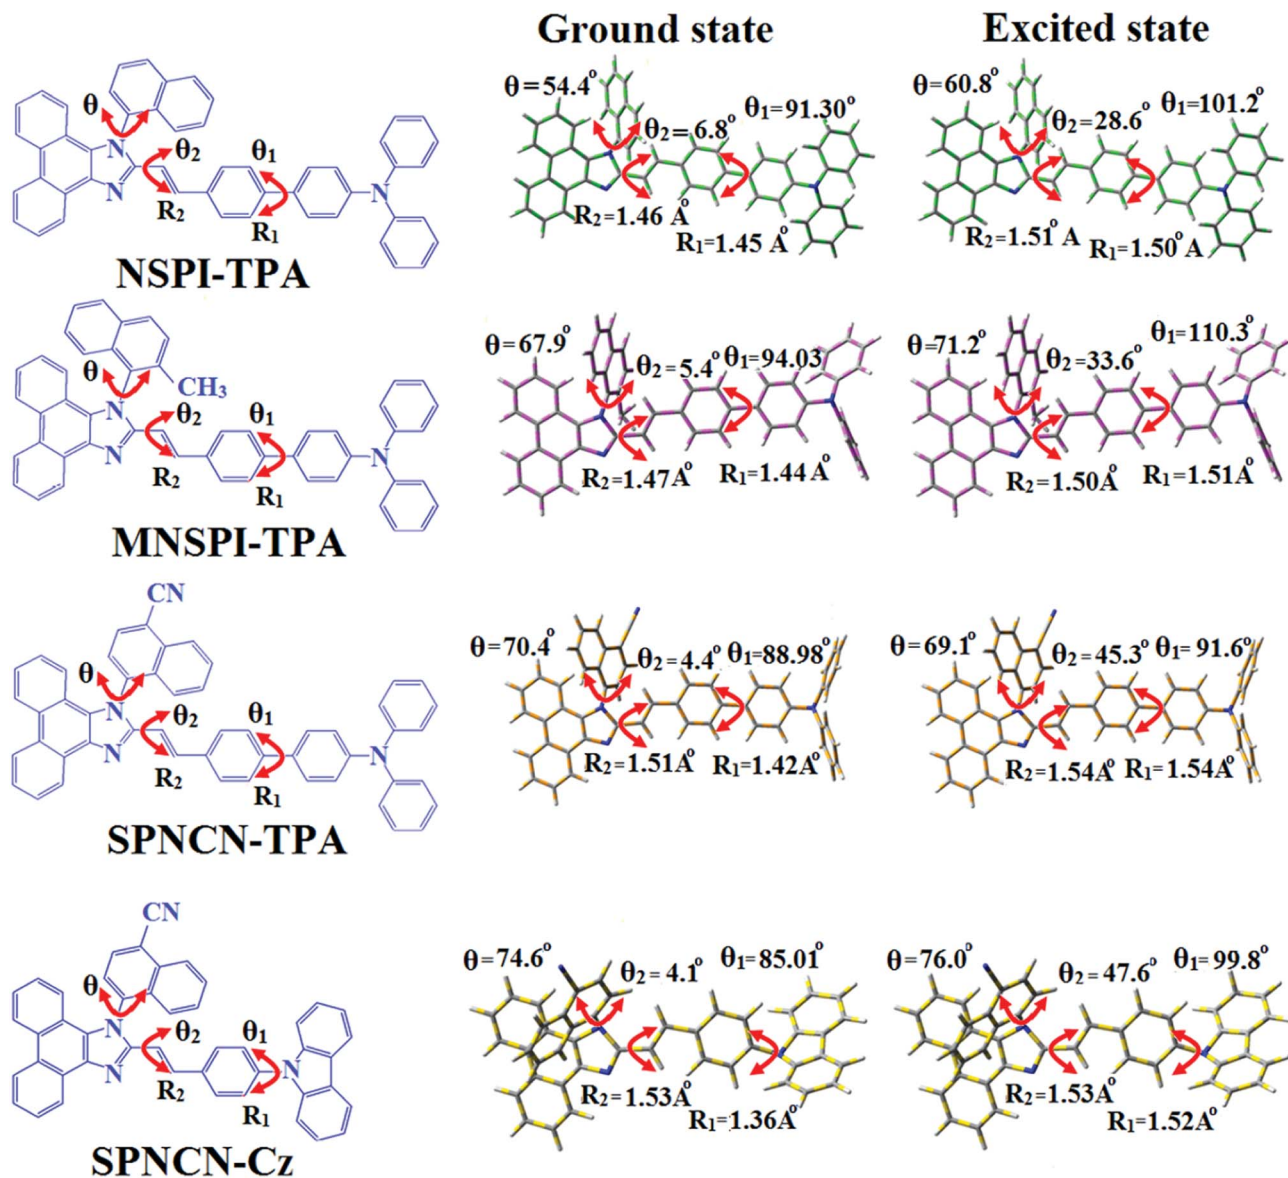 Ground state
Excited state
θ
N
θ2
θ1
N
N
R2
R1
NSPI-TPA
θ=54.4°
θ1=91.30°
θ2=6.8°
R2=1.46 A°
R1=1.45 A°
θ=60.8°
θ1=101.2°
θ2=28.6°
R2=1.51° A
R1=1.50° A
θ
CH3
N
θ2
θ1
N
N
R2
R1
MNSPI-TPA
θ=67.9°
θ2=5.4°
θ1=94.03
R2=1.47A°
R1=1.44 A°
θ=71.2°
θ2=33.6°
θ1=110.3°
R2=1.50A°
R1=1.51A°
CN
θ
N
θ2
θ1
N
N
R2
R1
SPNCN-TPA
θ=70.4°
θ2=4.4°
θ1=88.98°
R2=1.51A°
R1=1.42A°
θ=69.1°
θ2=45.3°
θ1= 91.6°
R2=1.54A°
R1=1.54A°
CN
θ
N
θ2
θ1
N
N
R2
R1
SPNCN-Cz
θ=74.6°
θ2= 4.1°
θ1=85.01°
R2=1.53A°
R1=1.36A°
θ=76.0°
θ2= 47.6°
θ1=99.8°
R2=1.53A°
R1=1.52A°